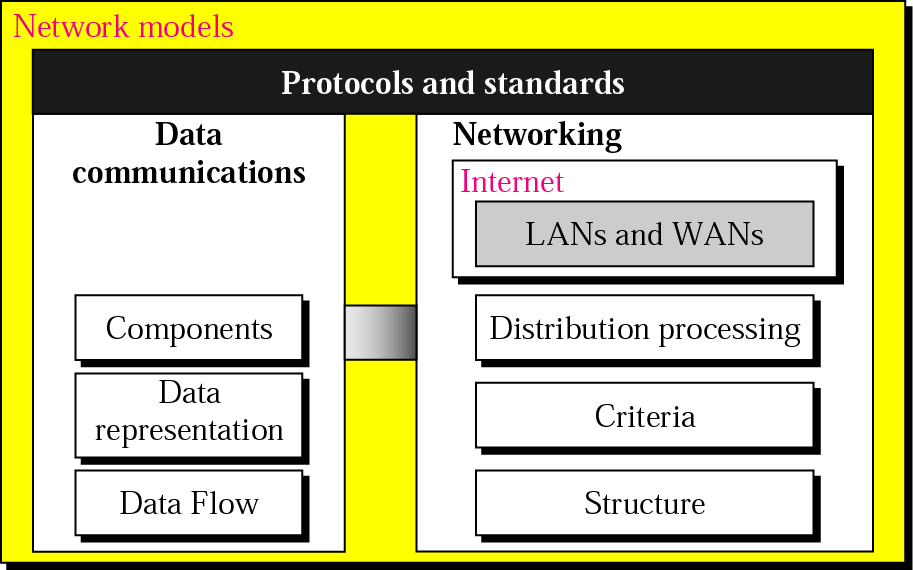 Network models
Protocols and standards
Data
communications
Components
Data
representation
Data Flow
Networking
Internet
LANs and WANs
Distribution processing
Criteria
Structure